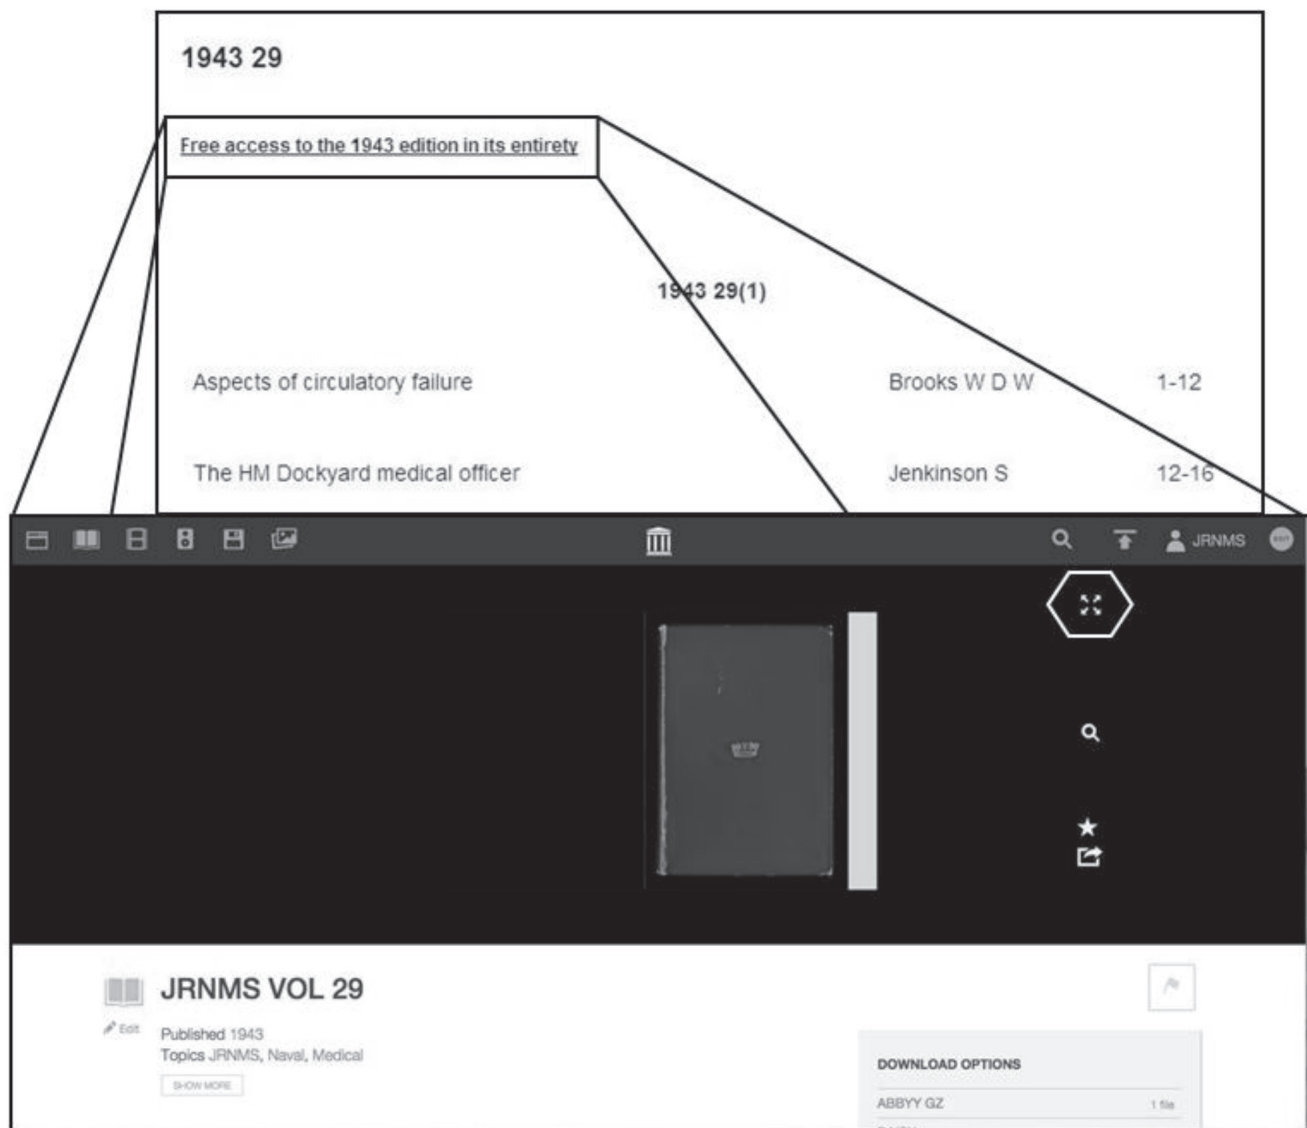 1943 29
Free access to the 1943 edition in its entirety
1943 29(1)
Aspects of circulatory failure Brooks W D W 1-12
The HM Dockyard medical officer Jenkinson S 12-16
JRNMS
JRNMS VOL 29
Edit
Published 1943
Topics JRNMS, Naval, Medical
SHOW MORE
DOWNLOAD OPTIONS
ABBYY GZ 1 file